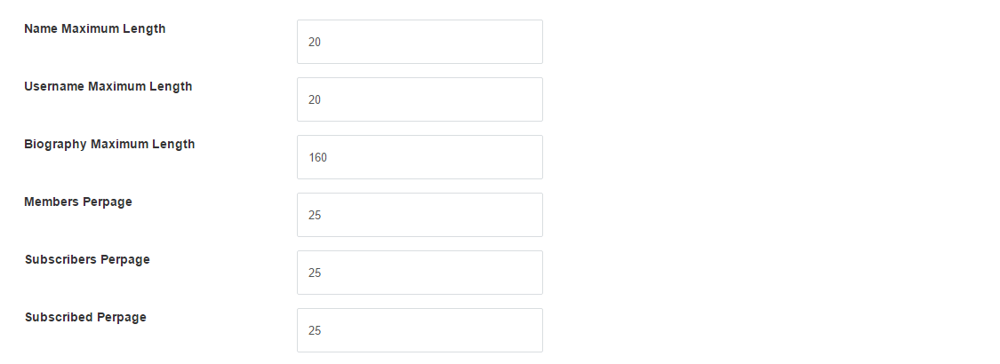 Name Maximum Length
20
Username Maximum Length
20
Biography Maximum Length
160
Members Perpage
25
Subscribers Perpage
25
Subscribed Perpage
25